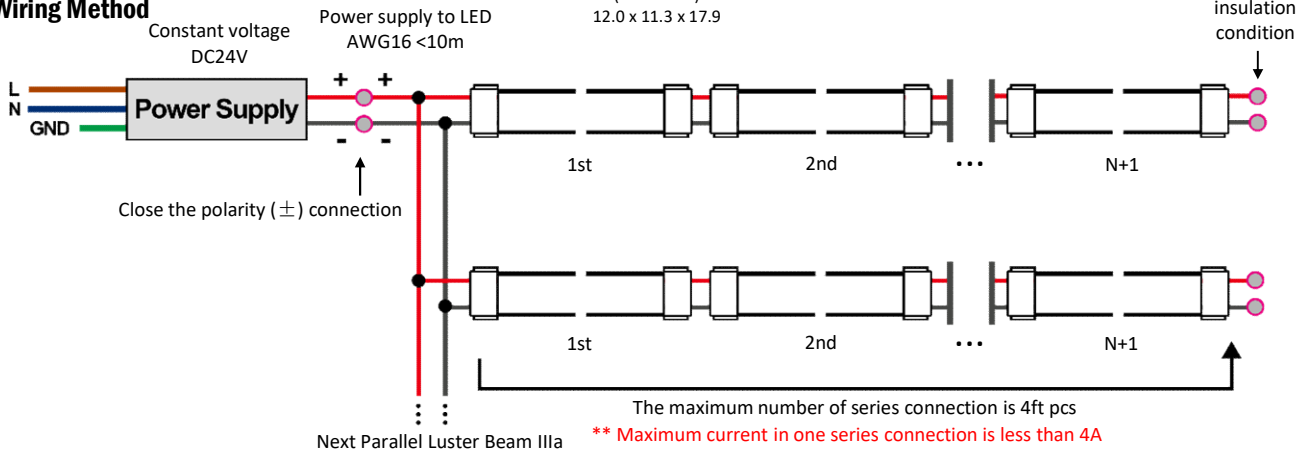 Wiring Method
Constant voltage
DC24V
Power supply to LED
AWG16 <10m
12.0 x 11.3 x 17.9
insulation
condition
L
N
GND
Power Supply
+ +
- -
Close the polarity (±) connection
1st
2nd
...
N+1
1st
2nd
...
N+1
The maximum number of series connection is 4ft pcs
** Maximum current in one series connection is less than 4A
Next Parallel Luster Beam IIIa